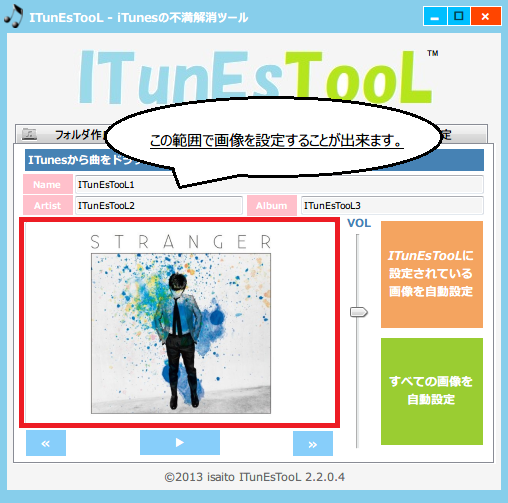 ITunEsTooL - iTunesの不満解消ツール
ITunEsTooL™
フォルダ作
定
この範囲で画像を設定することが出来ます。
ITunesから曲をドラッ
Name
ITunEsTooL1
Artist
ITunEsTooL2
Album
ITunEsTooL3
VOL
STRANGER
ITunEsTooLに
設定されている
画像を自動設定
すべての画像を
自動設定
©2013 isaito ITunEsTooL 2.2.0.4